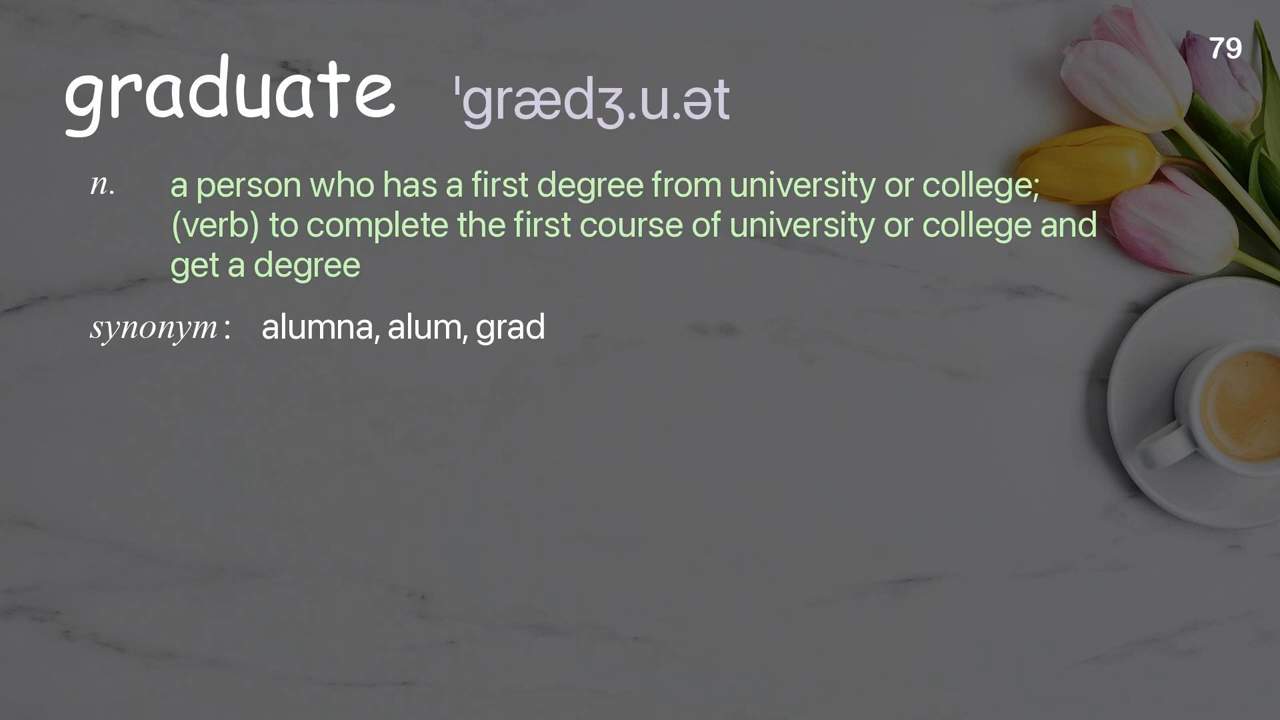 79
graduate ˈgrædʒ.u.ət
n. a person who has a first degree from university or college;
(verb) to complete the first course of university or college and
get a degree
synonym: alumna, alum, grad